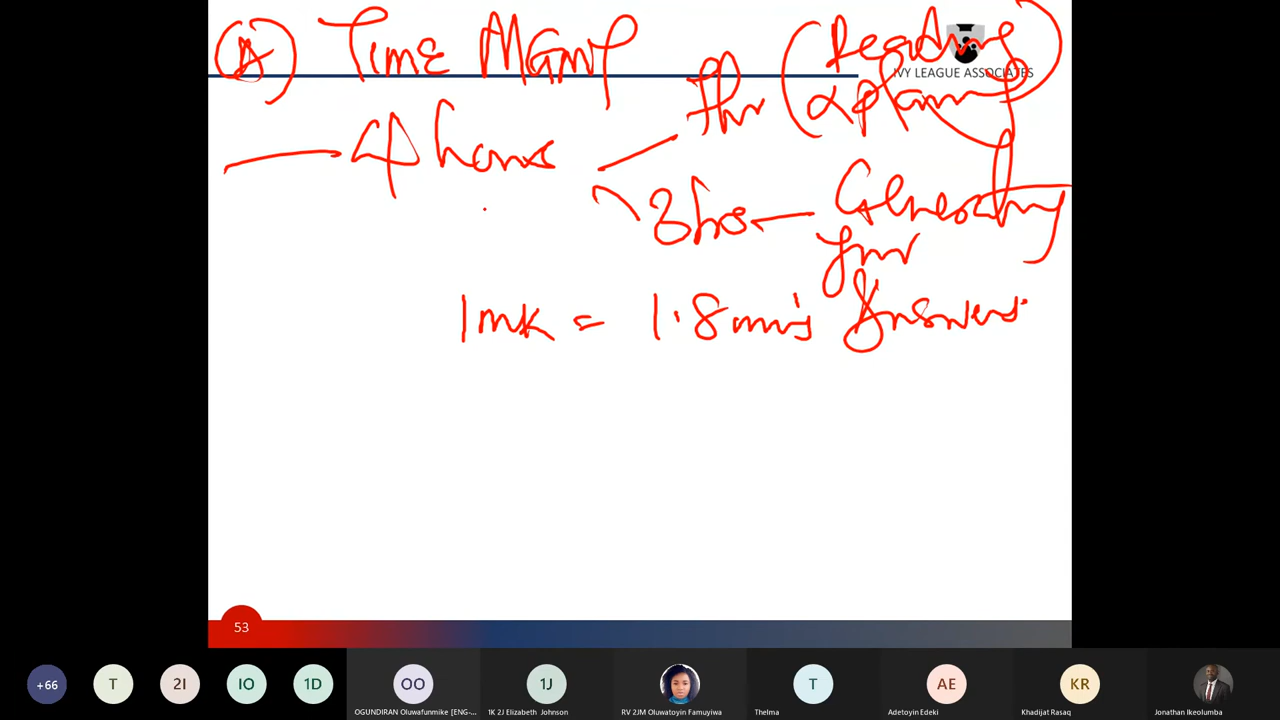 (A) Time MGMT
(Reading
& planning)
IVY LEAGUE ASSOCIATES
— 4 hours
1hr
3hrs — Generating
your
1mk = 1.8min's Answers
53
+66
T
2I
IO
1D
OO
1J
T
AE
KR
OGUNDIRAN Oluwafunmike [ENG-...
1K 2J Elizabeth Johnson
RV 2JM Oluwatoyin Famuyiwa
Thelma
Adetoyin Edeki
Khadijat Rasaq
Jonathan Ikeolumba